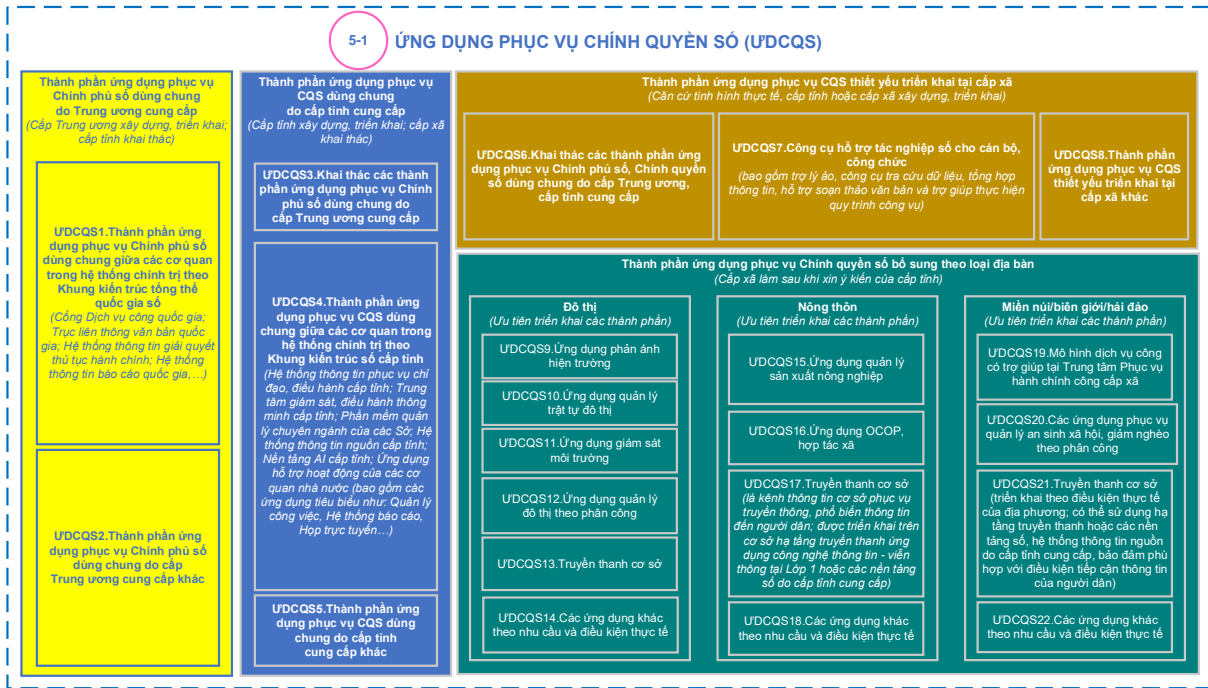 5-1
ỨNG DỤNG PHỤC VỤ CHÍNH QUYỀN SỐ (ƯDCQS)
Thành phần ứng dụng phục vụ
Chính phủ số dùng chung
do Trung ương cung cấp
(Cấp Trung ương xây dựng, triển khai;
cấp tỉnh khai thác)
ƯDCQS1.Thành phần ứng
dụng phục vụ Chính phủ số
dùng chung giữa các cơ quan
trong hệ thống chính trị theo
Khung kiến trúc tổng thể
quốc gia số
(Cổng Dịch vụ công quốc gia;
Trục liên thông văn bản quốc
gia; Hệ thống thông tin giải quyết
thủ tục hành chính; Hệ thống
thông tin báo cáo quốc gia,…)
ƯDCQS2.Thành phần ứng
dụng phục vụ Chính phủ số
dùng chung do cấp
Trung ương cung cấp khác
Thành phần ứng dụng phục vụ
CQS dùng chung
do cấp tỉnh cung cấp
(Cấp tỉnh xây dựng, triển khai; cấp xã
khai thác)
ƯDCQS3.Khai thác các thành
phần ứng dụng phục vụ Chính
phủ số dùng chung do
cấp Trung ương cung cấp
ƯDCQS4.Thành phần ứng
dụng phục vụ CQS dùng
chung giữa các cơ quan trong
hệ thống chính trị theo
Khung kiến trúc số cấp tỉnh
(Hệ thống thông tin phục vụ chỉ
đạo, điều hành cấp tỉnh; Trung
tâm giám sát, điều hành thông
minh cấp tỉnh; Phần mềm quản
lý chuyên ngành của các Sở; Hệ
thống thông tin nguồn cấp tỉnh;
Nền tảng AI cấp tỉnh; Ứng dụng
hỗ trợ hoạt động của các cơ
quan nhà nước (bao gồm các
ứng dụng tiêu biểu như: Quản lý
công việc, Hệ thống báo cáo,
Họp trực tuyến…)
ƯDCQS5.Thành phần ứng
dụng phục vụ CQS dùng
chung do cấp tỉnh
cung cấp khác
Thành phần ứng dụng phục vụ CQS thiết yếu triển khai tại cấp xã
(Căn cứ tình hình thực tế, cấp tỉnh hoặc cấp xã xây dựng, triển khai)
ƯDCQS6.Khai thác các thành phần ứng
dụng phục vụ Chính phủ số, Chính quyền
số dùng chung do cấp Trung ương,
cấp tỉnh cung cấp
ƯDCQS7.Công cụ hỗ trợ tác nghiệp số cho cán bộ,
công chức
(bao gồm trợ lý ảo, công cụ tra cứu dữ liệu, tổng hợp
thông tin, hỗ trợ soạn thảo văn bản và trợ giúp thực hiện
quy trình công vụ)
ƯDCQS8.Thành phần
ứng dụng phục vụ CQS
thiết yếu triển khai tại
cấp xã khác
Thành phần ứng dụng phục vụ Chính quyền số bổ sung theo loại địa bàn
(Cấp xã làm sau khi xin ý kiến của cấp tỉnh)
Đô thị
(Ưu tiên triển khai các thành phần)
ƯDCQS9.Ứng dụng phản ánh
hiện trường
ƯDCQS10.Ứng dụng quản lý
trật tự đô thị
ƯDCQS11.Ứng dụng giám sát
môi trường
ƯDCQS12.Ứng dụng quản lý
đô thị theo phân công
ƯDCQS13.Truyền thanh cơ sở
ƯDCQS14.Các ứng dụng khác
theo nhu cầu và điều kiện thực tế
Nông thôn
(Ưu tiên triển khai các thành phần)
ƯDCQS15.Ứng dụng quản lý
sản xuất nông nghiệp
ƯDCQS16.Ứng dụng OCOP,
hợp tác xã
ƯDCQS17.Truyền thanh cơ sở
(là kênh thông tin cơ sở phục vụ
truyền thông, phổ biến thông tin
đến người dân; được triển khai trên
cơ sở hạ tầng truyền thanh ứng
dụng công nghệ thông tin - viễn
thông tại Lớp 1 hoặc các nền tảng
số do cấp tỉnh cung cấp)
ƯDCQS18.Các ứng dụng khác
theo nhu cầu và điều kiện thực tế
Miền núi/biên giới/hải đảo
(Ưu tiên triển khai các thành phần)
ƯDCQS19.Mô hình dịch vụ công
có trợ giúp tại Trung tâm Phục vụ
hành chính công cấp xã
ƯDCQS20.Các ứng dụng phục vụ
quản lý an sinh xã hội, giảm nghèo
theo phân công
ƯDCQS21.Truyền thanh cơ sở
(triển khai theo điều kiện thực tế
của địa phương; có thể sử dụng hạ
tầng truyền thanh hoặc các nền
tảng số, hệ thống thông tin nguồn
do cấp tỉnh cung cấp, bảo đảm phù
hợp với điều kiện tiếp cận thông tin
của người dân)
ƯDCQS22.Các ứng dụng khác
theo nhu cầu và điều kiện thực tế